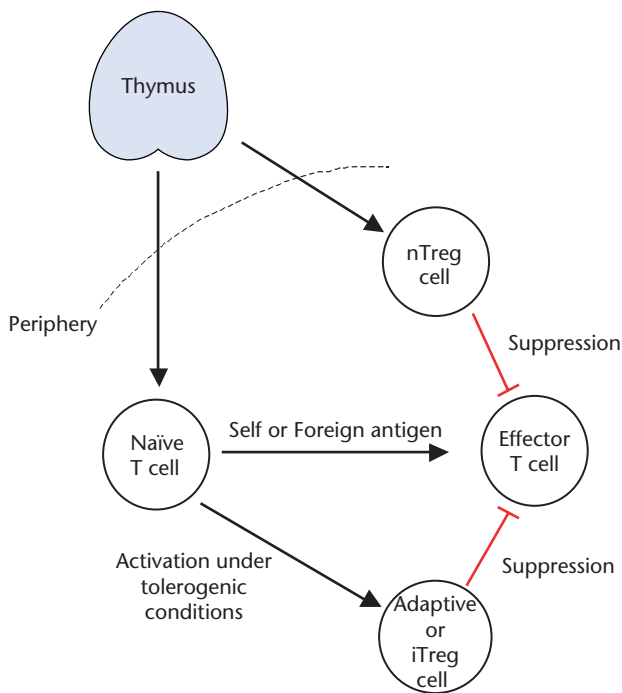 Thymus
nTreg
cell
Periphery
Suppression
Naïve
T cell
Self or Foreign antigen
Effector
T cell
Activation under
tolerogenic
conditions
Suppression
Adaptive
or
iTreg
cell